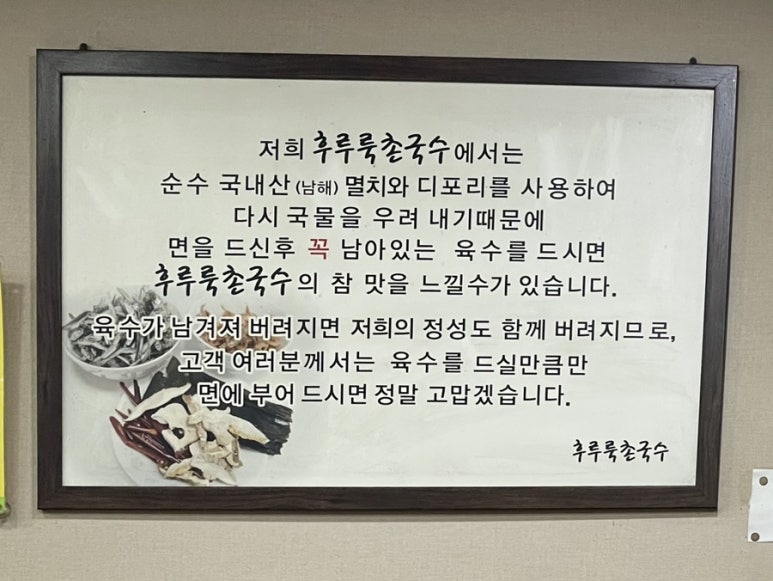 저희 후루룩촌국수에서는
순수 국내산 (남해) 멸치와 디포리를 사용하여
다시 국물을 우려 내기때문에
면을 드신후 꼭 남아있는 육수를 드시면
후루룩촌국수의 참 맛을 느낄수가 있습니다.
육수가 남겨져 버려지면 저희의 정성도 함께 버려지므로,
고객 여러분께서는 육수를 드실만큼만
면에 부어 드시면 정말 고맙겠습니다.
후루룩촌국수